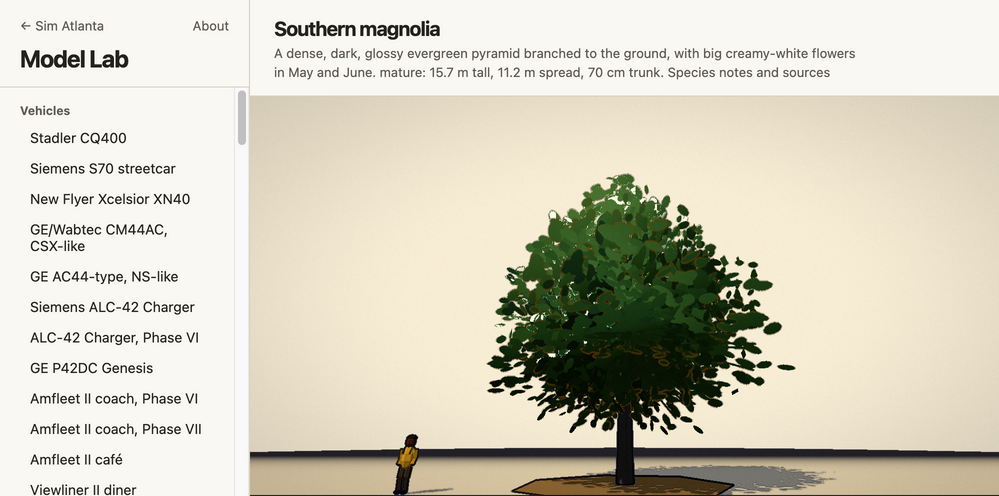 ← Sim Atlanta
About
Model Lab
Vehicles
Stadler CQ400
Siemens S70 streetcar
New Flyer Xcelsior XN40
GE/Wabtec CM44AC,
CSX-like
GE AC44-type, NS-like
Siemens ALC-42 Charger
ALC-42 Charger, Phase VI
GE P42DC Genesis
Amfleet II coach, Phase VI
Amfleet II coach, Phase VII
Amfleet II café
Viewliner II diner
Southern magnolia
A dense, dark, glossy evergreen pyramid branched to the ground, with big creamy-white flowers
in May and June. mature: 15.7 m tall, 11.2 m spread, 70 cm trunk. Species notes and sources